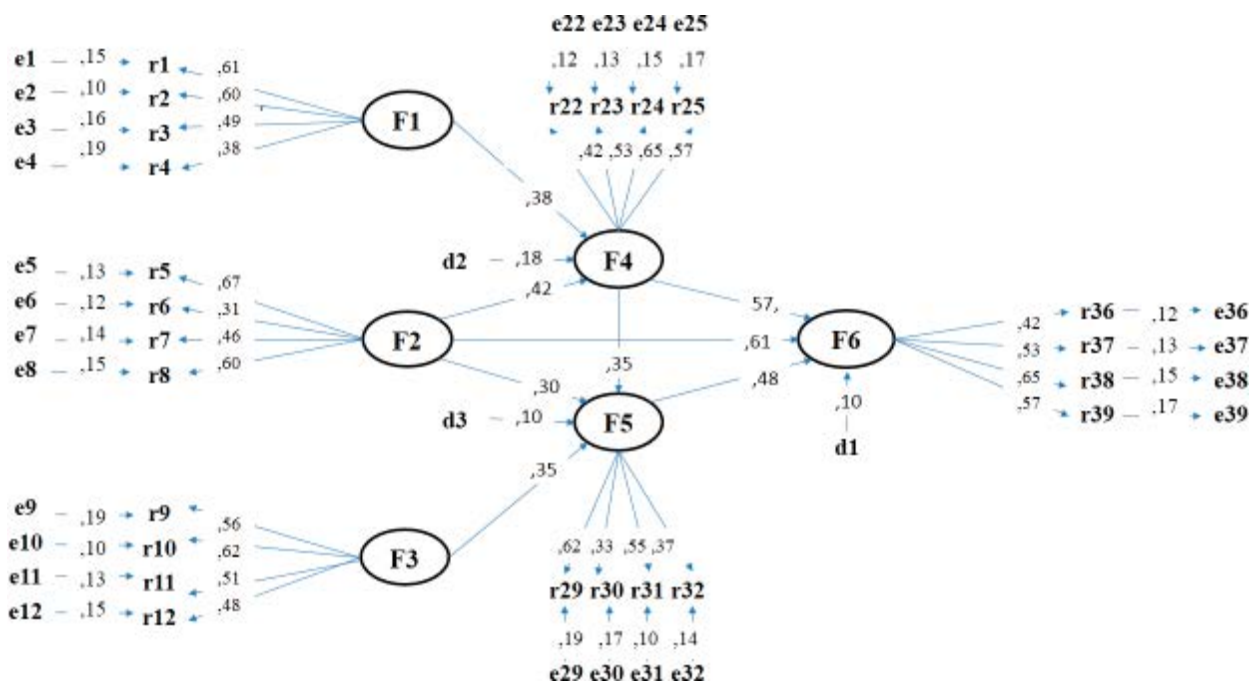 e22 e23 e24 e25
,12 ,13 ,15 ,17
r22 r23 r24 r25
,42 ,53 ,65 ,57
e1 ,15 r1 ,61
e2 ,10 r2 ,60
e3 ,16 r3 ,49
e4 ,19 r4 ,38
F1
,38
d2 ,18 F4
,42
57,
e5 ,13 r5 ,67
e6 ,12 r6 ,31
e7 ,14 r7 ,46
e8 ,15 r8 ,60
F2
,61
F6
,35
,30
,48
d3 ,10 F5
,35
,10
d1
,42 r36 ,12 e36
,53 r37 ,13 e37
,65 r38 ,15 e38
,57 r39 ,17 e39
e9 ,19 r9 ,56
e10 ,10 r10 ,62
e11 ,13 r11 ,51
e12 ,15 r12 ,48
F3
,62 ,33 ,55 ,37
r29 r30 r31 r32
,19 ,17 ,10 ,14
e29 e30 e31 e32